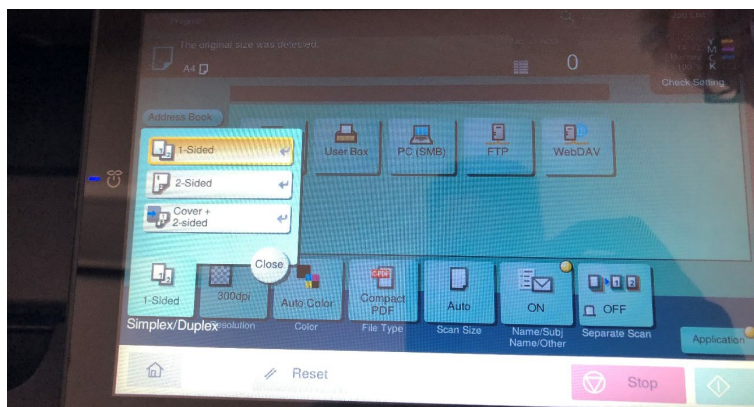 Job List
The original size was detected.
A4
0
Y
M
C
K
Check Setting
Address Book
User Box
PC (SMB)
FTP
WebDAV
1-Sided
2-Sided
Cover +
2-sided
Close
1-Sided
300dpi
Auto Color
Compact
PDF
Auto
ON
OFF
Simplex/Duplex
Resolution
Color
File Type
Scan Size
Name/Subj
Name/Other
Separate Scan
Application
Reset
Stop